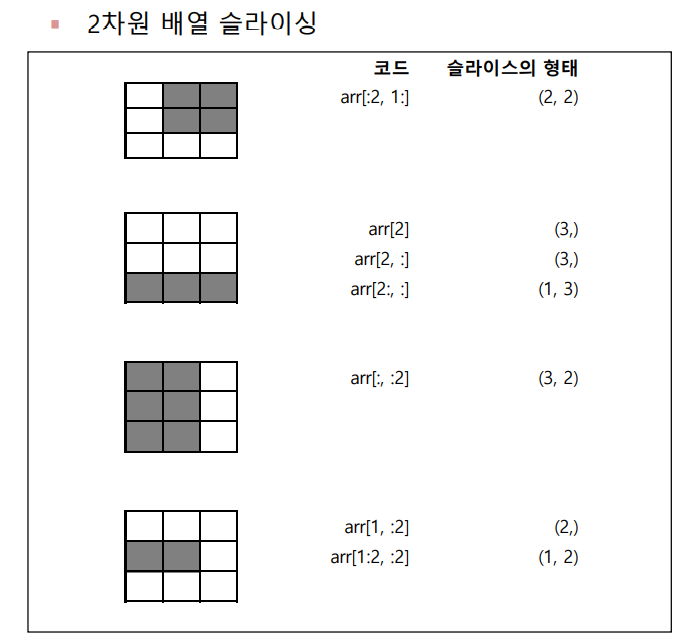 2차원 배열 슬라이싱
코드 슬라이스의 형태
arr[:2, 1:] (2, 2)
arr[2] (3,)
arr[2, :] (3,)
arr[2:, :] (1, 3)
arr[:, :2] (3, 2)
arr[1, :2] (2,)
arr[1:2, :2] (1, 2)